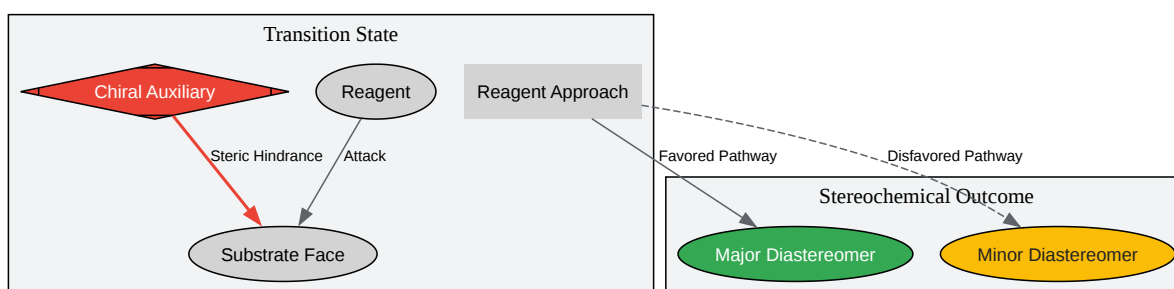 Transition State
Chiral Auxiliary
Reagent
Reagent Approach
Steric Hindrance
Attack
Favored Pathway
Disfavored Pathway
Stereochemical Outcome
Substrate Face
Major Diastereomer
Minor Diastereomer